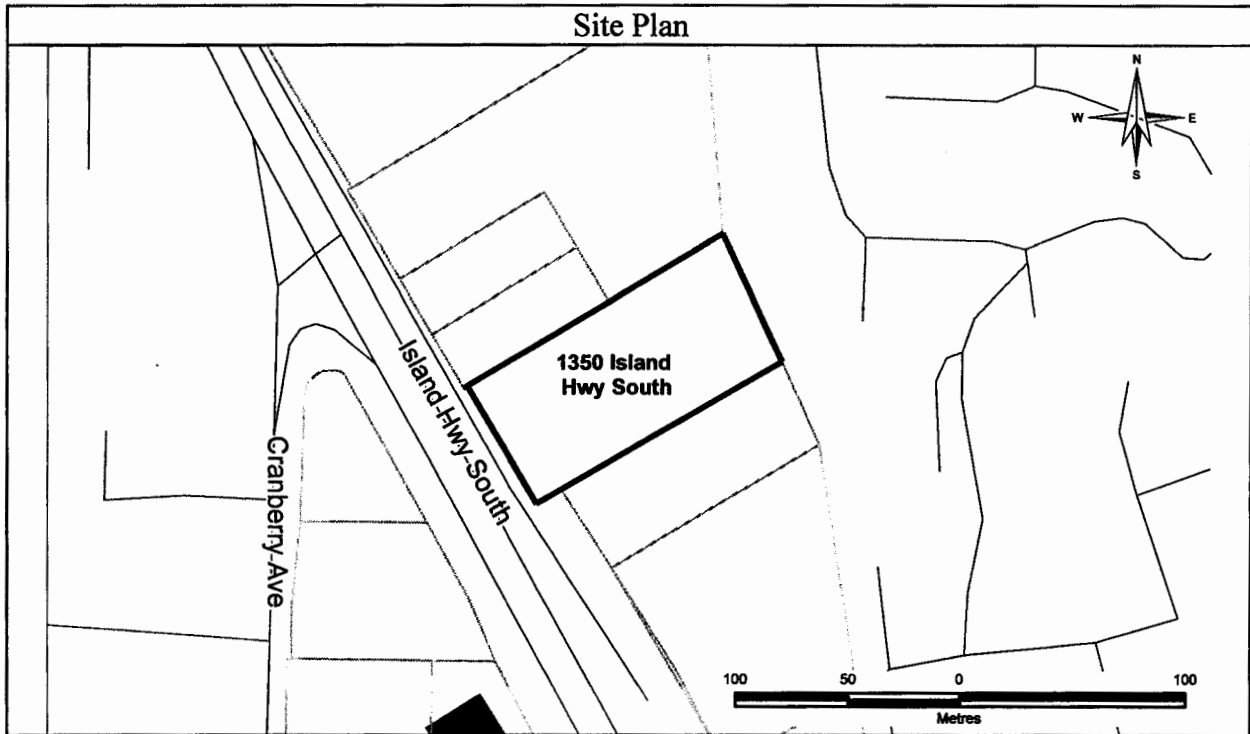 Site Plan
N
W E
S
1350 Island
Hwy South
Island Hwy South
Cranberry Ave
100 50 0 100
Metres